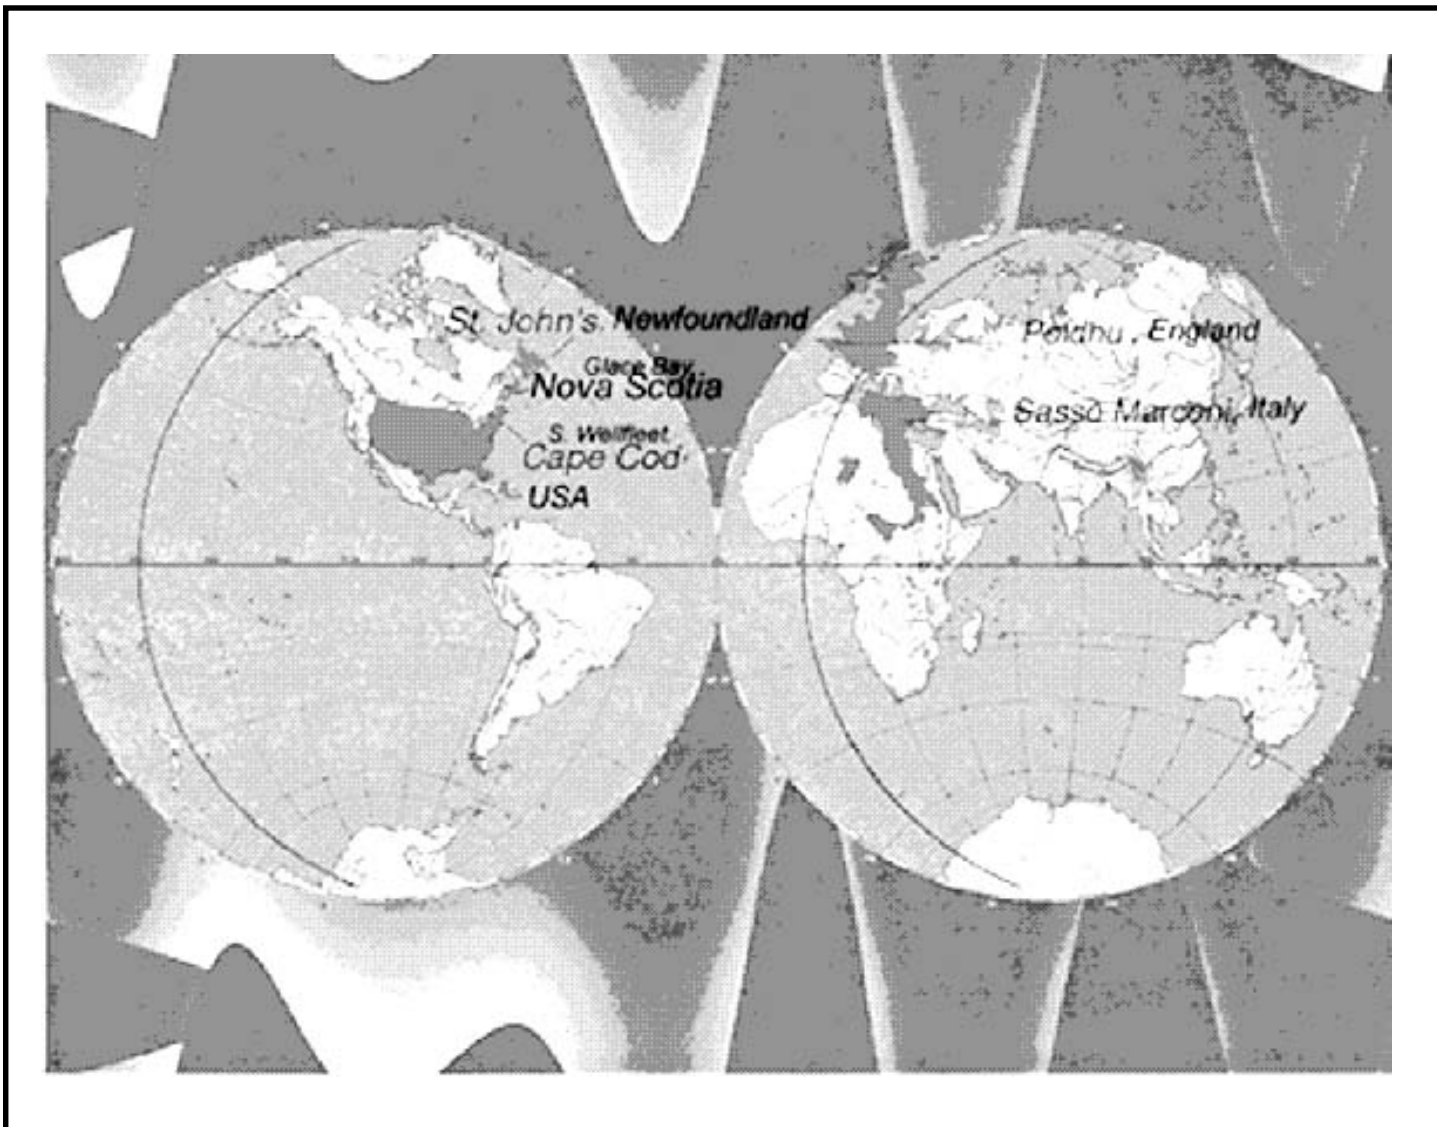 St. John's, Newfoundland
Glace Bay,
Nova Scotia
S. Wellfleet
Cape Cod
USA
Poldhu, England
Sasso Marconi, Italy